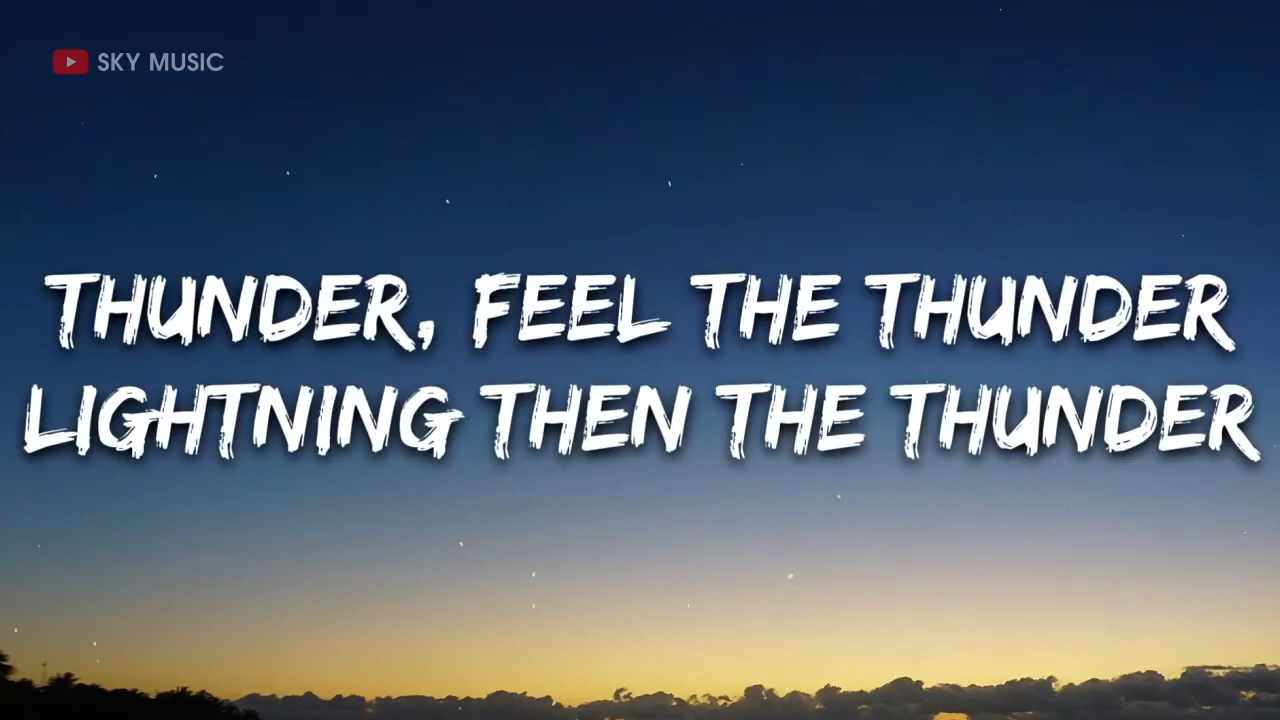 SKY MUSIC
THUNDER, FEEL THE THUNDER
LIGHTNING THEN THE THUNDER